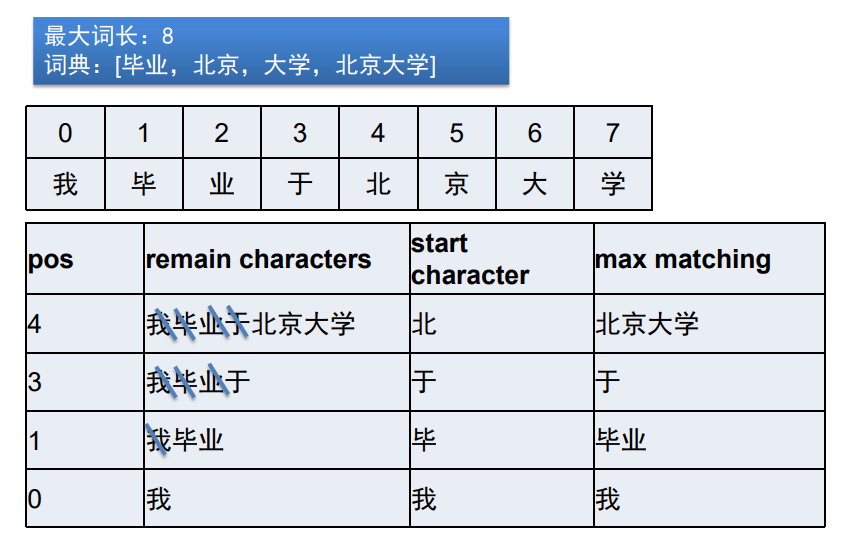 最大词长：8
词典：[毕业，北京，大学，北京大学]
0 1 2 3 4 5 6 7
我 毕 业 于 北 京 大 学
pos remain characters start character max matching
4 我毕业于北京大学 北 北京大学
3 我毕业于 于 于
1 我毕业 毕 毕业
0 我 我 我